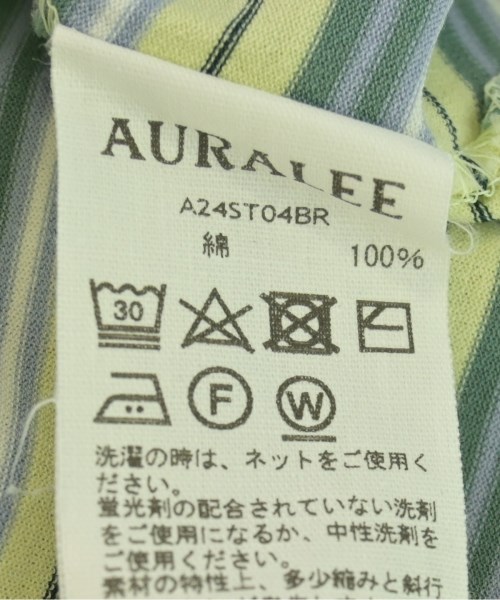 AURALEE
A24ST04BR
綿 100%
30
F
W
洗濯の時は、ネットをご使用く
ださい。
蛍光剤の配合されていない洗剤
をご使用になるか、中性洗剤を
ご使用ください。
素材の特性上、多少縮みと斜行